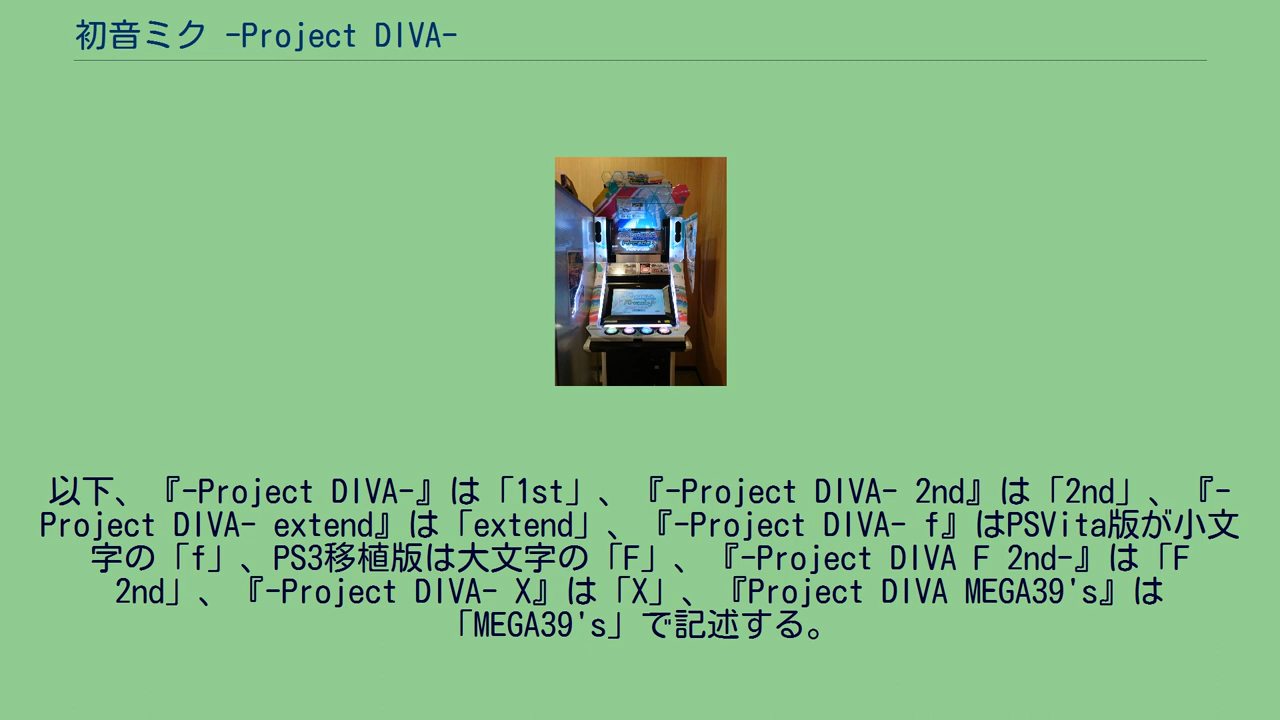 初音ミク -Project DIVA-
以下、『-Project DIVA-』は「1st」、『-Project DIVA- 2nd』は「2nd」、『-
Project DIVA- extend』は「extend」、『-Project DIVA- f』はPSVita版が小文
字の「f」、PS3移植版は大文字の「F」、『-Project DIVA F 2nd-』は「F
2nd」、『-Project DIVA- X』は「X」、『Project DIVA MEGA39's』は
「MEGA39's」で記述する。